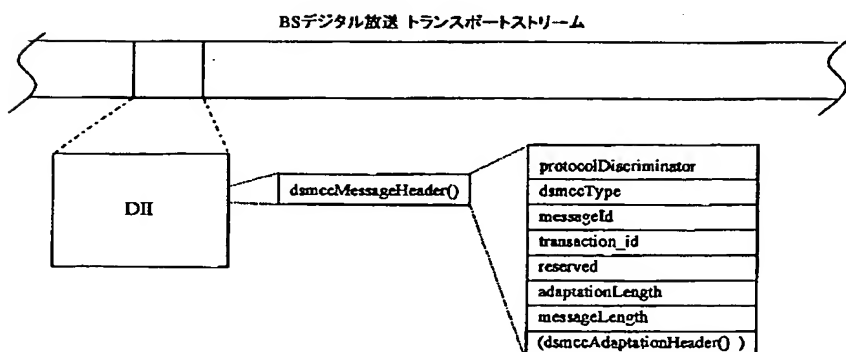 BSデジタル放送 トランスポートストリーム
DII
dsmccMessageHeader()
protocolDiscriminator
dsmccType
messageId
transaction_id
reserved
adaptationLength
messageLength
(dsmccAdaptationHeader() )